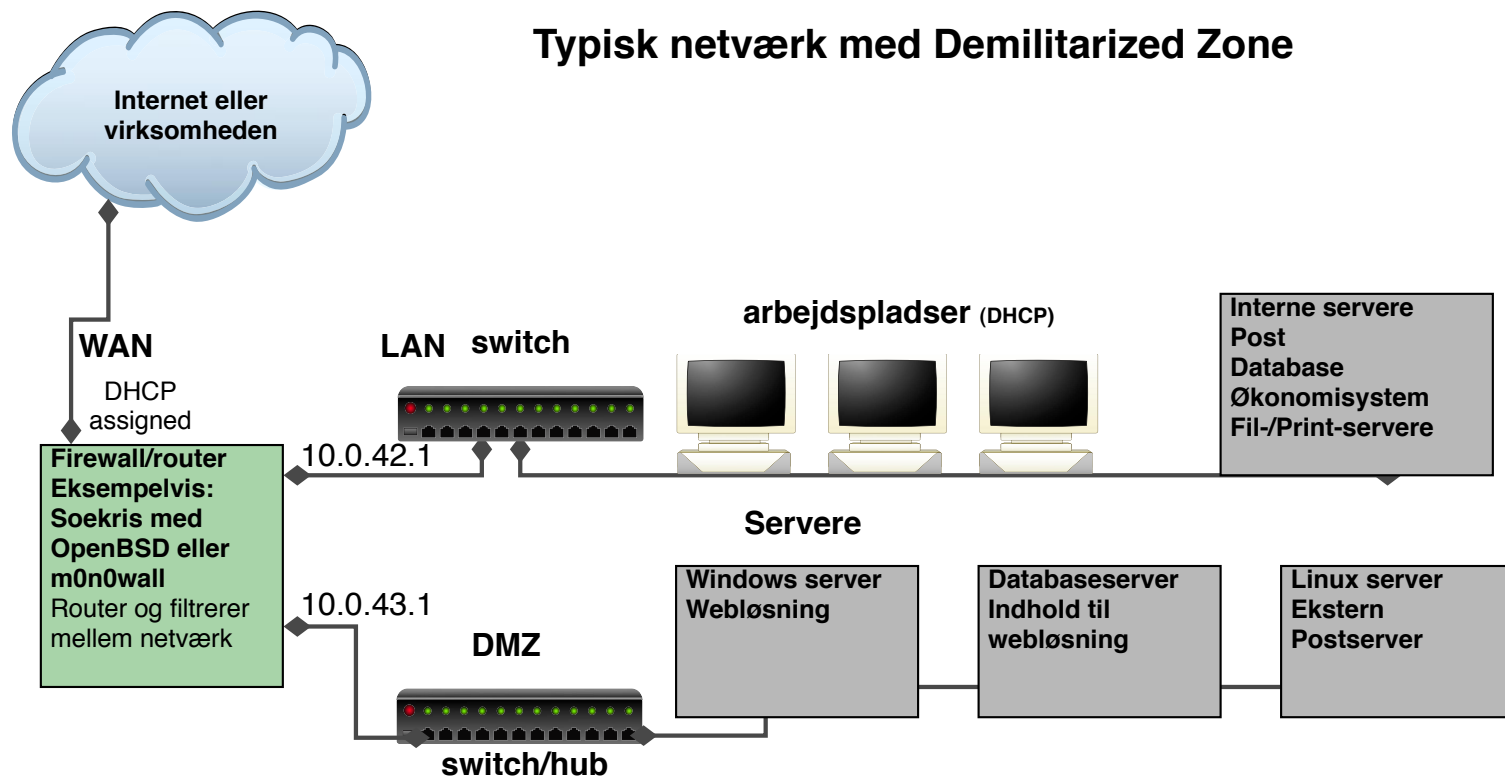 Typisk netværk med Demilitarized Zone
Internet eller
virksomheden
WAN
DHCP
assigned
Firewall/router
Eksempelvis:
Soekris med
OpenBSD eller
m0n0wall
Router og filtrerer
mellem netværk
10.0.42.1
LAN
switch
arbejdspladser (DHCP)
Interne servere
Post
Database
Økonomisystem
Fil-/Print-servere
10.0.43.1
DMZ
switch/hub
Servere
Windows server
Webløsning
Databaseserver
Indhold til
webløsning
Linux server
Ekstern
Postserver